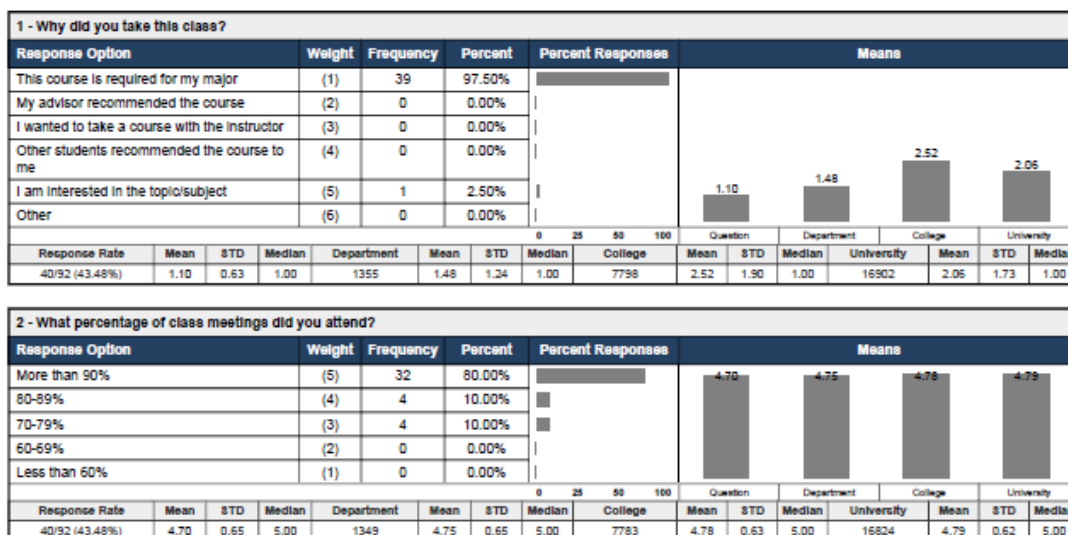 1 - Why did you take this class?
Response Option Weight Frequency Percent Percent Responses Means
This course is required for my major (1) 39 97.50%
My advisor recommended the course (2) 0 0.00%
I wanted to take a course with the instructor (3) 0 0.00%
Other students recommended the course to (4) 0 0.00%
me
2.52
2.06
1.48
I am interested in the topic/subject (5) 1 2.50% 1.10
Other (6) 0 0.00%
0 25 50 100 Question Department College University
Response Rate Mean STD Median Department Mean STD Median College Mean STD Median University Mean STD Media
40/92 (43.48%) 1.10 0.63 1.00 1355 1.48 1.24 1.00 7798 2.52 1.90 1.00 16902 2.06 1.73 1.00
2 - What percentage of class meetings did you attend?
Response Option Weight Frequency Percent Percent Responses Means
More than 90% (5) 32 80.00% 4.70 4.75 4.78 4.79
80-89% (4) 4 10.00%
70-79% (3) 4 10.00%
60-69% (2) 0 0.00%
Less than 60% (1) 0 0.00%
0 25 50 100 Question Department College University
Response Rate Mean STD Median Department Mean STD Median College Mean STD Median University Mean STD Media
40/92 (43.48%) 4.70 0.65 5.00 1349 4.75 0.65 5.00 7783 4.78 0.63 5.00 16824 4.79 0.62 5.00